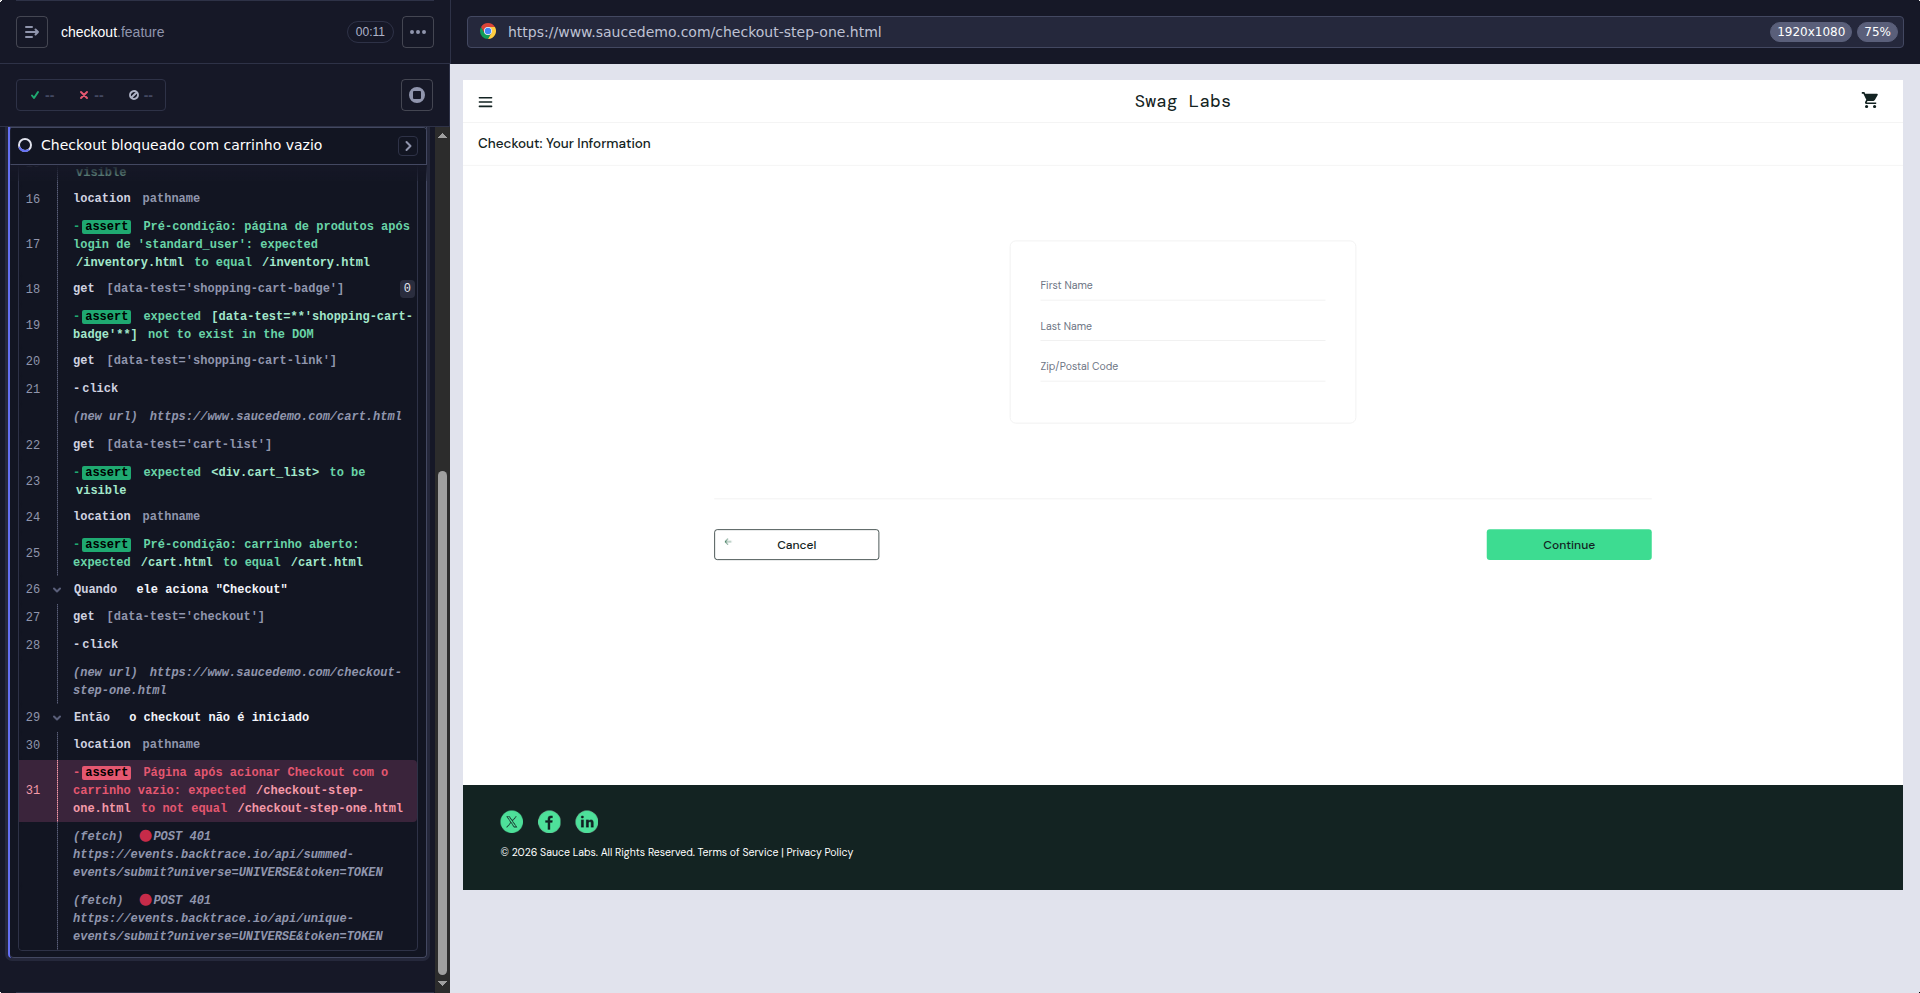 checkout.feature
00:11
--
--
--
Checkout bloqueado com carrinho vazio
visible
16 location pathname
-assert Pré-condição: página de produtos após
17 login de 'standard_user': expected
/inventory.html to equal /inventory.html
18 get [data-test='shopping-cart-badge'] 0
19 -assert expected [data-test=**'shopping-cart-
badge'**] not to exist in the DOM
20 get [data-test='shopping-cart-link']
21 -click
(new url) https://www.saucedemo.com/cart.html
22 get [data-test='cart-list']
23 -assert expected <div.cart_list> to be
visible
24 location pathname
25 -assert Pré-condição: carrinho aberto:
expected /cart.html to equal /cart.html
26 Quando ele aciona "Checkout"
27 get [data-test='checkout']
28 -click
(new url) https://www.saucedemo.com/checkout-
step-one.html
29 Então o checkout não é iniciado
30 location pathname
-assert Página após acionar Checkout com o
31 carrinho vazio: expected /checkout-step-
one.html to not equal /checkout-step-one.html
(fetch) POST 401
https://events.backtrace.io/api/summed-
events/submit?universe=UNIVERSE&token=TOKEN
(fetch) POST 401
https://events.backtrace.io/api/unique-
events/submit?universe=UNIVERSE&token=TOKEN
https://www.saucedemo.com/checkout-step-one.html
1920x1080 75%
Swag Labs
Checkout: Your Information
First Name
Last Name
Zip/Postal Code
Cancel
Continue
© 2026 Sauce Labs. All Rights Reserved. Terms of Service | Privacy Policy